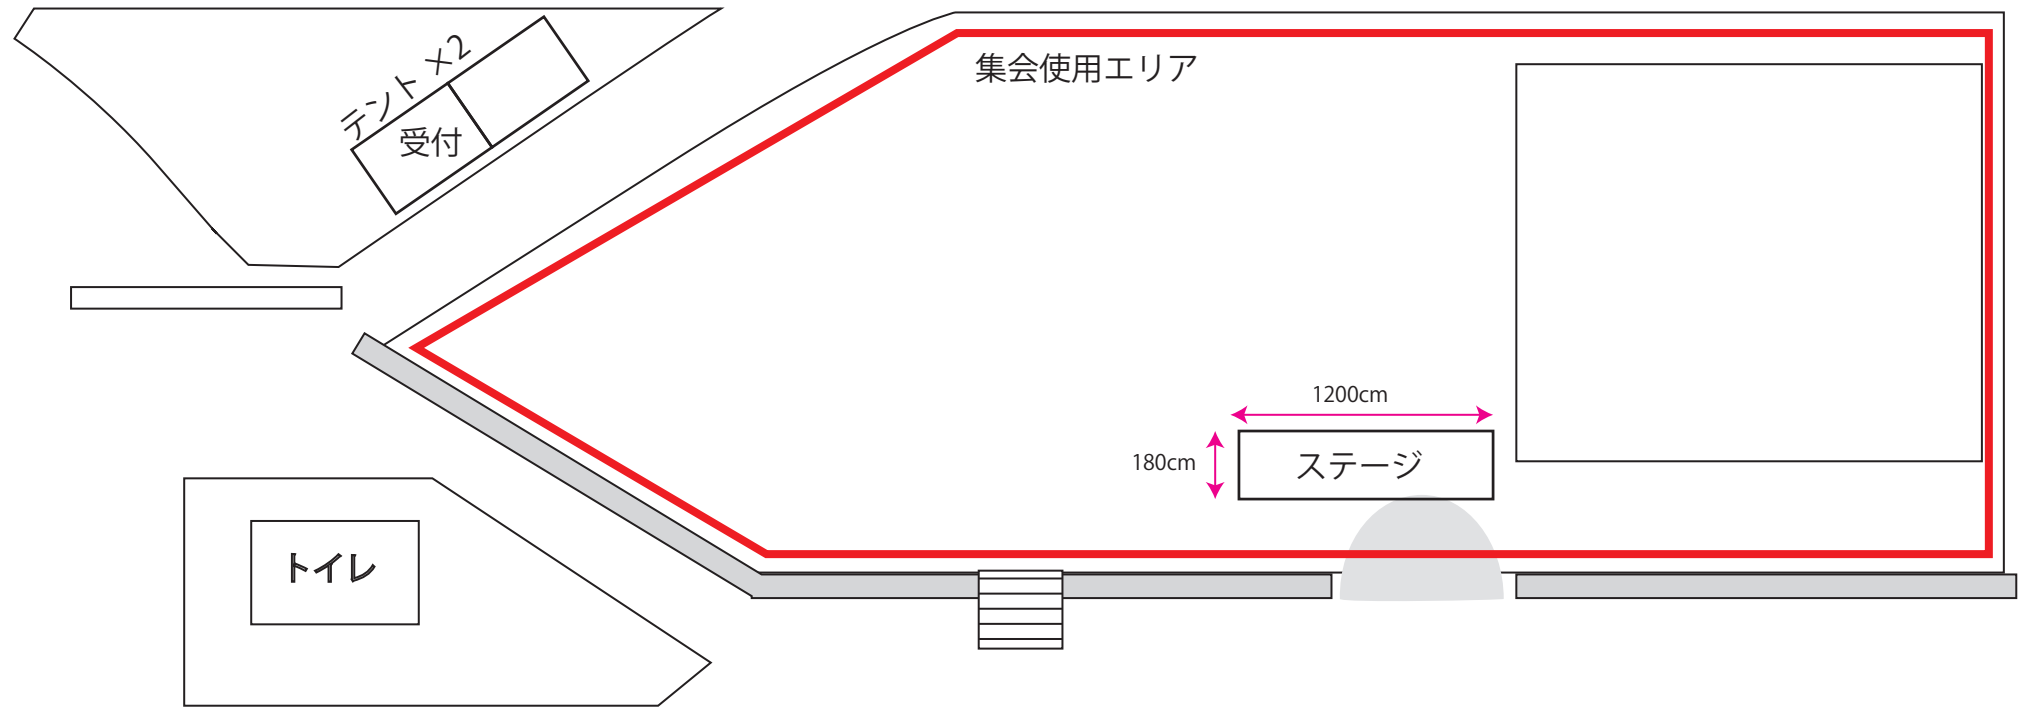 テント ×2
受付
集会使用エリア
1200cm
180cm
ステージ
トイレ